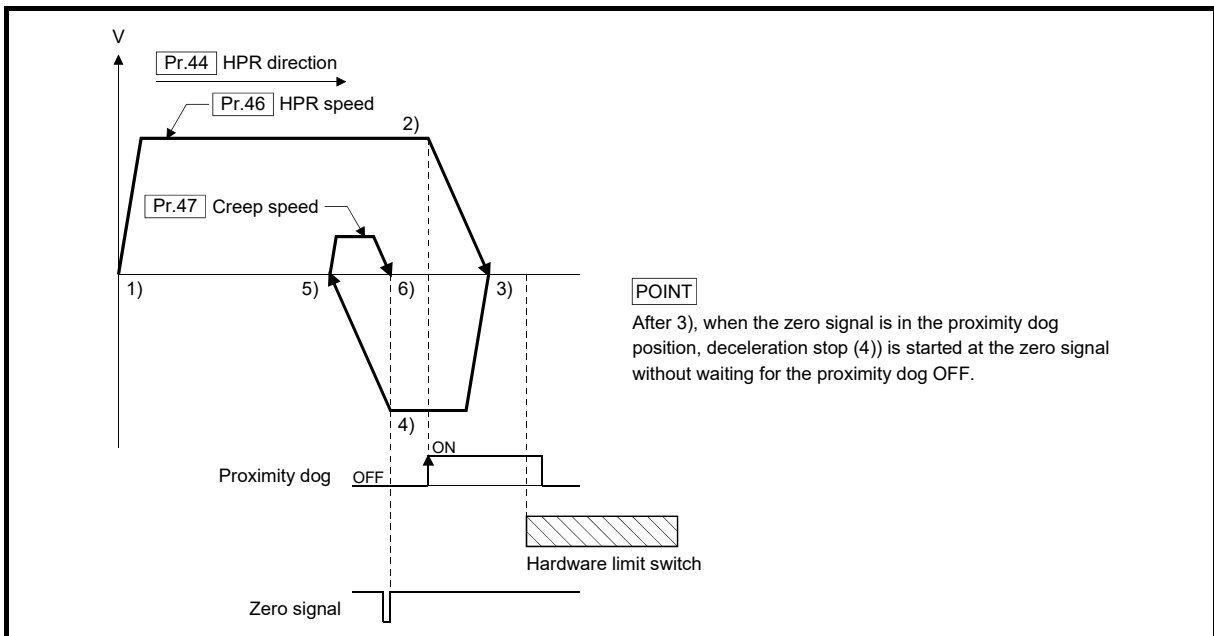 V
Pr.44 HPR direction
Pr.46 HPR speed
2)
Pr.47 Creep speed
1)
5)
6)
3)
POINT
After 3), when the zero signal is in the proximity dog
position, deceleration stop (4)) is started at the zero signal
without waiting for the proximity dog OFF.
4)
ON
Proximity dog OFF
Hardware limit switch
Zero signal